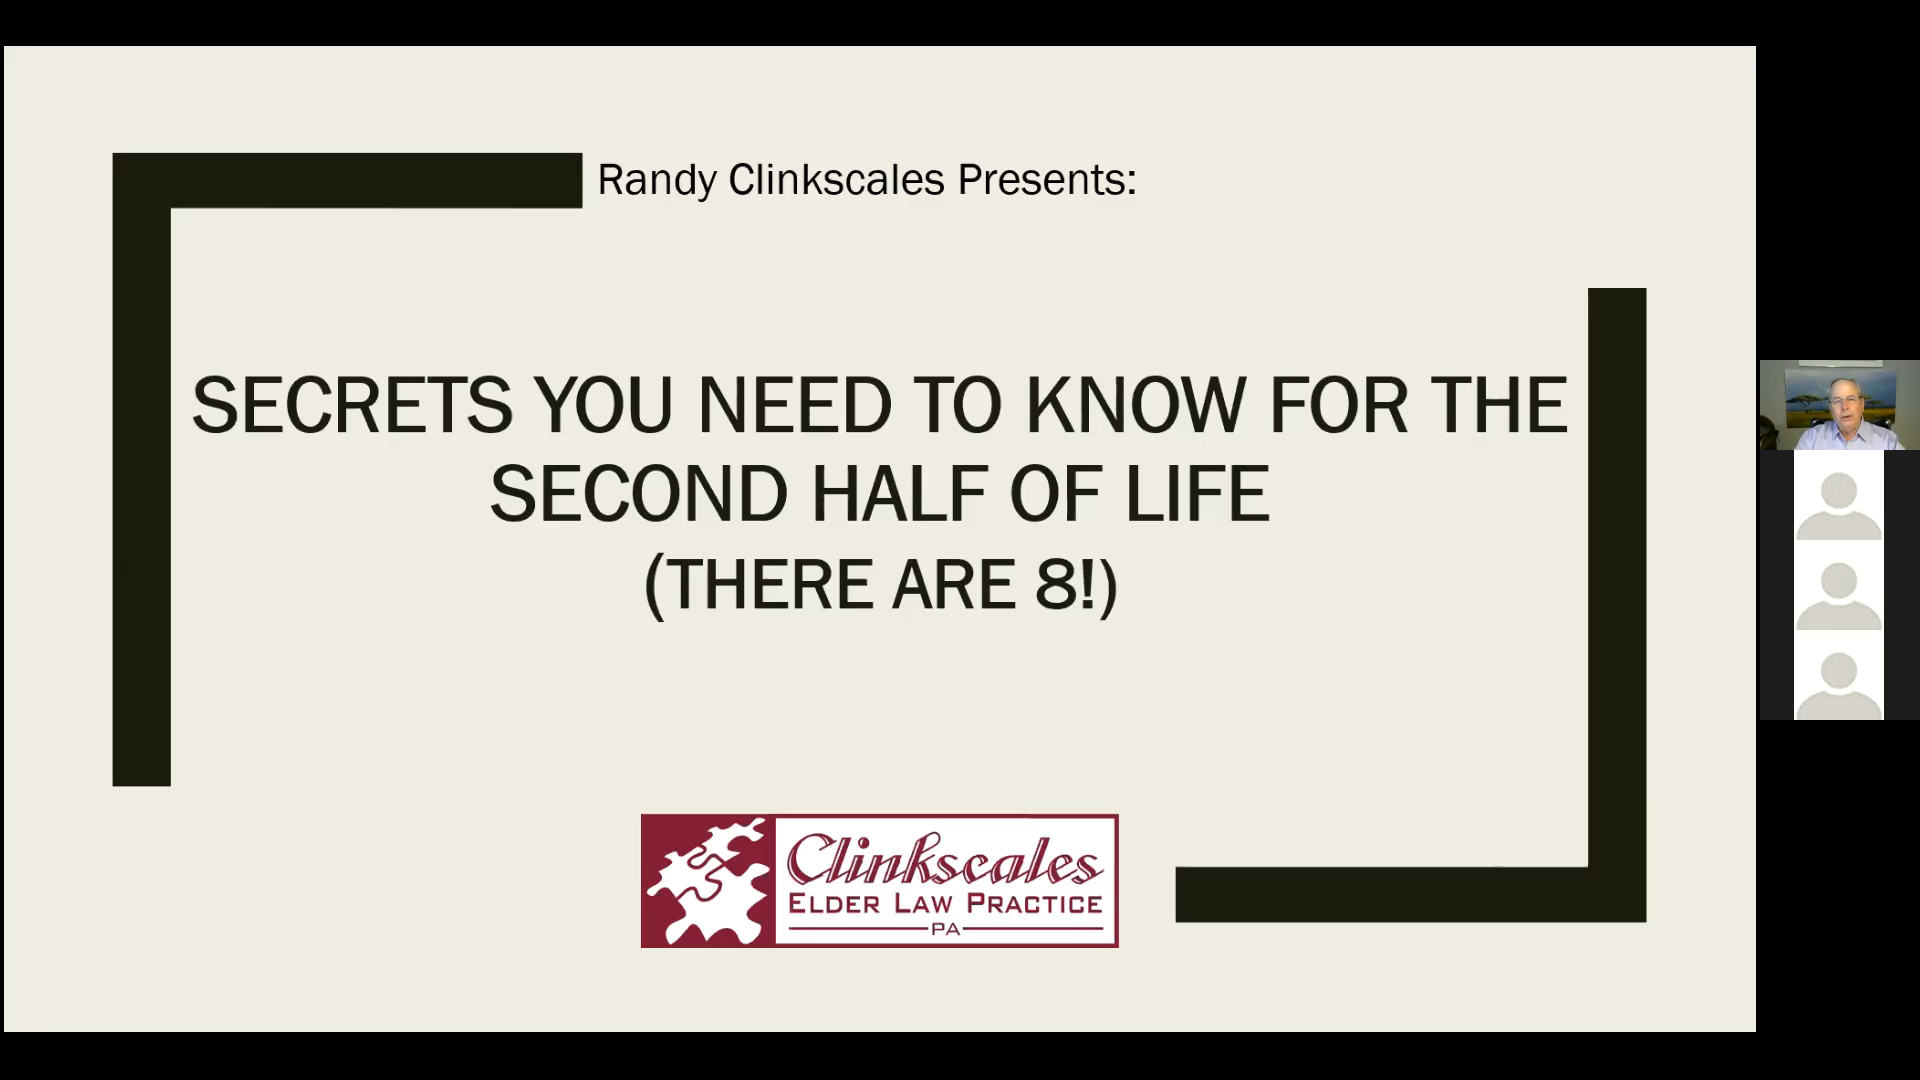 Randy Clinkscales Presents:
SECRETS YOU NEED TO KNOW FOR THE
SECOND HALF OF LIFE
(THERE ARE 8!)
Clinkscales
ELDER LAW PRACTICE
PA